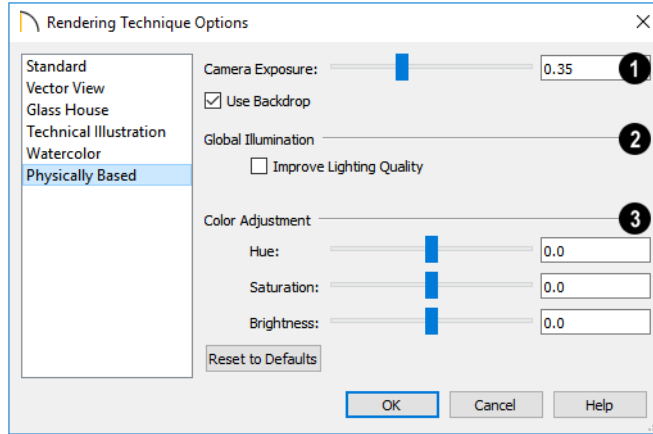 Rendering Technique Options
Standard
Vector View
Glass House
Technical Illustration
Watercolor
Physically Based
Camera Exposure: 0.35 1
Use Backdrop
Global Illumination 2
Improve Lighting Quality
Color Adjustment 3
Hue: 0.0
Saturation: 0.0
Brightness: 0.0
Reset to Defaults
OK Cancel Help